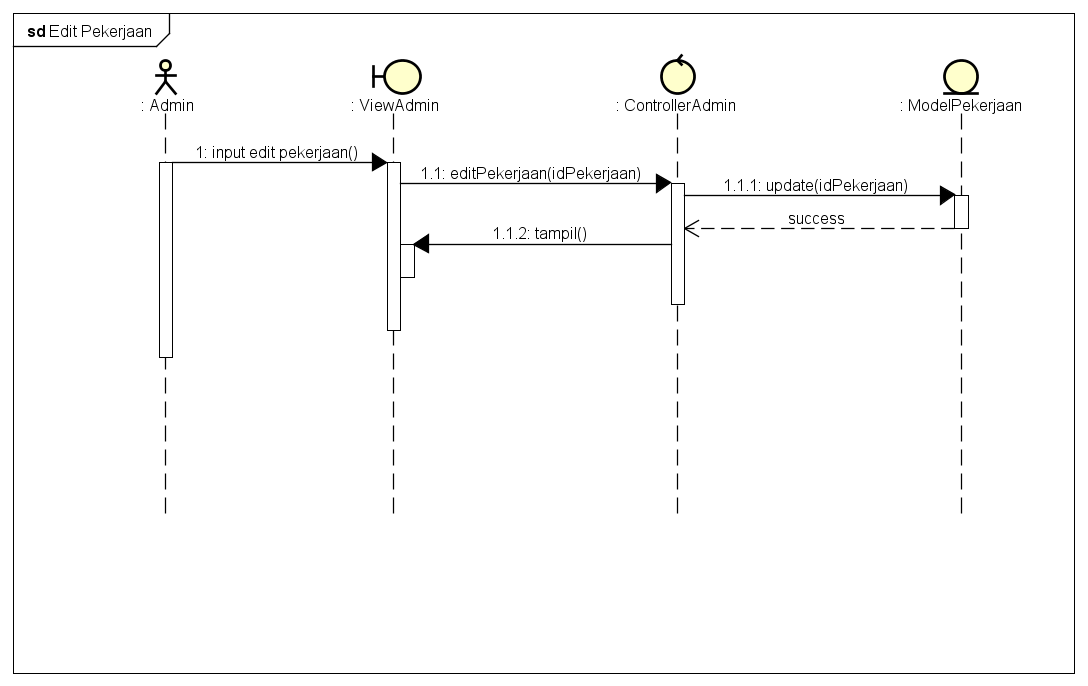 sd Edit Pekerjaan
: Admin
: ViewAdmin
: ControllerAdmin
: ModelPekerjaan
1: input edit pekerjaan()
1.1: editPekerjaan(idPekerjaan)
1.1.1: update(idPekerjaan)
success
1.1.2: tampil()